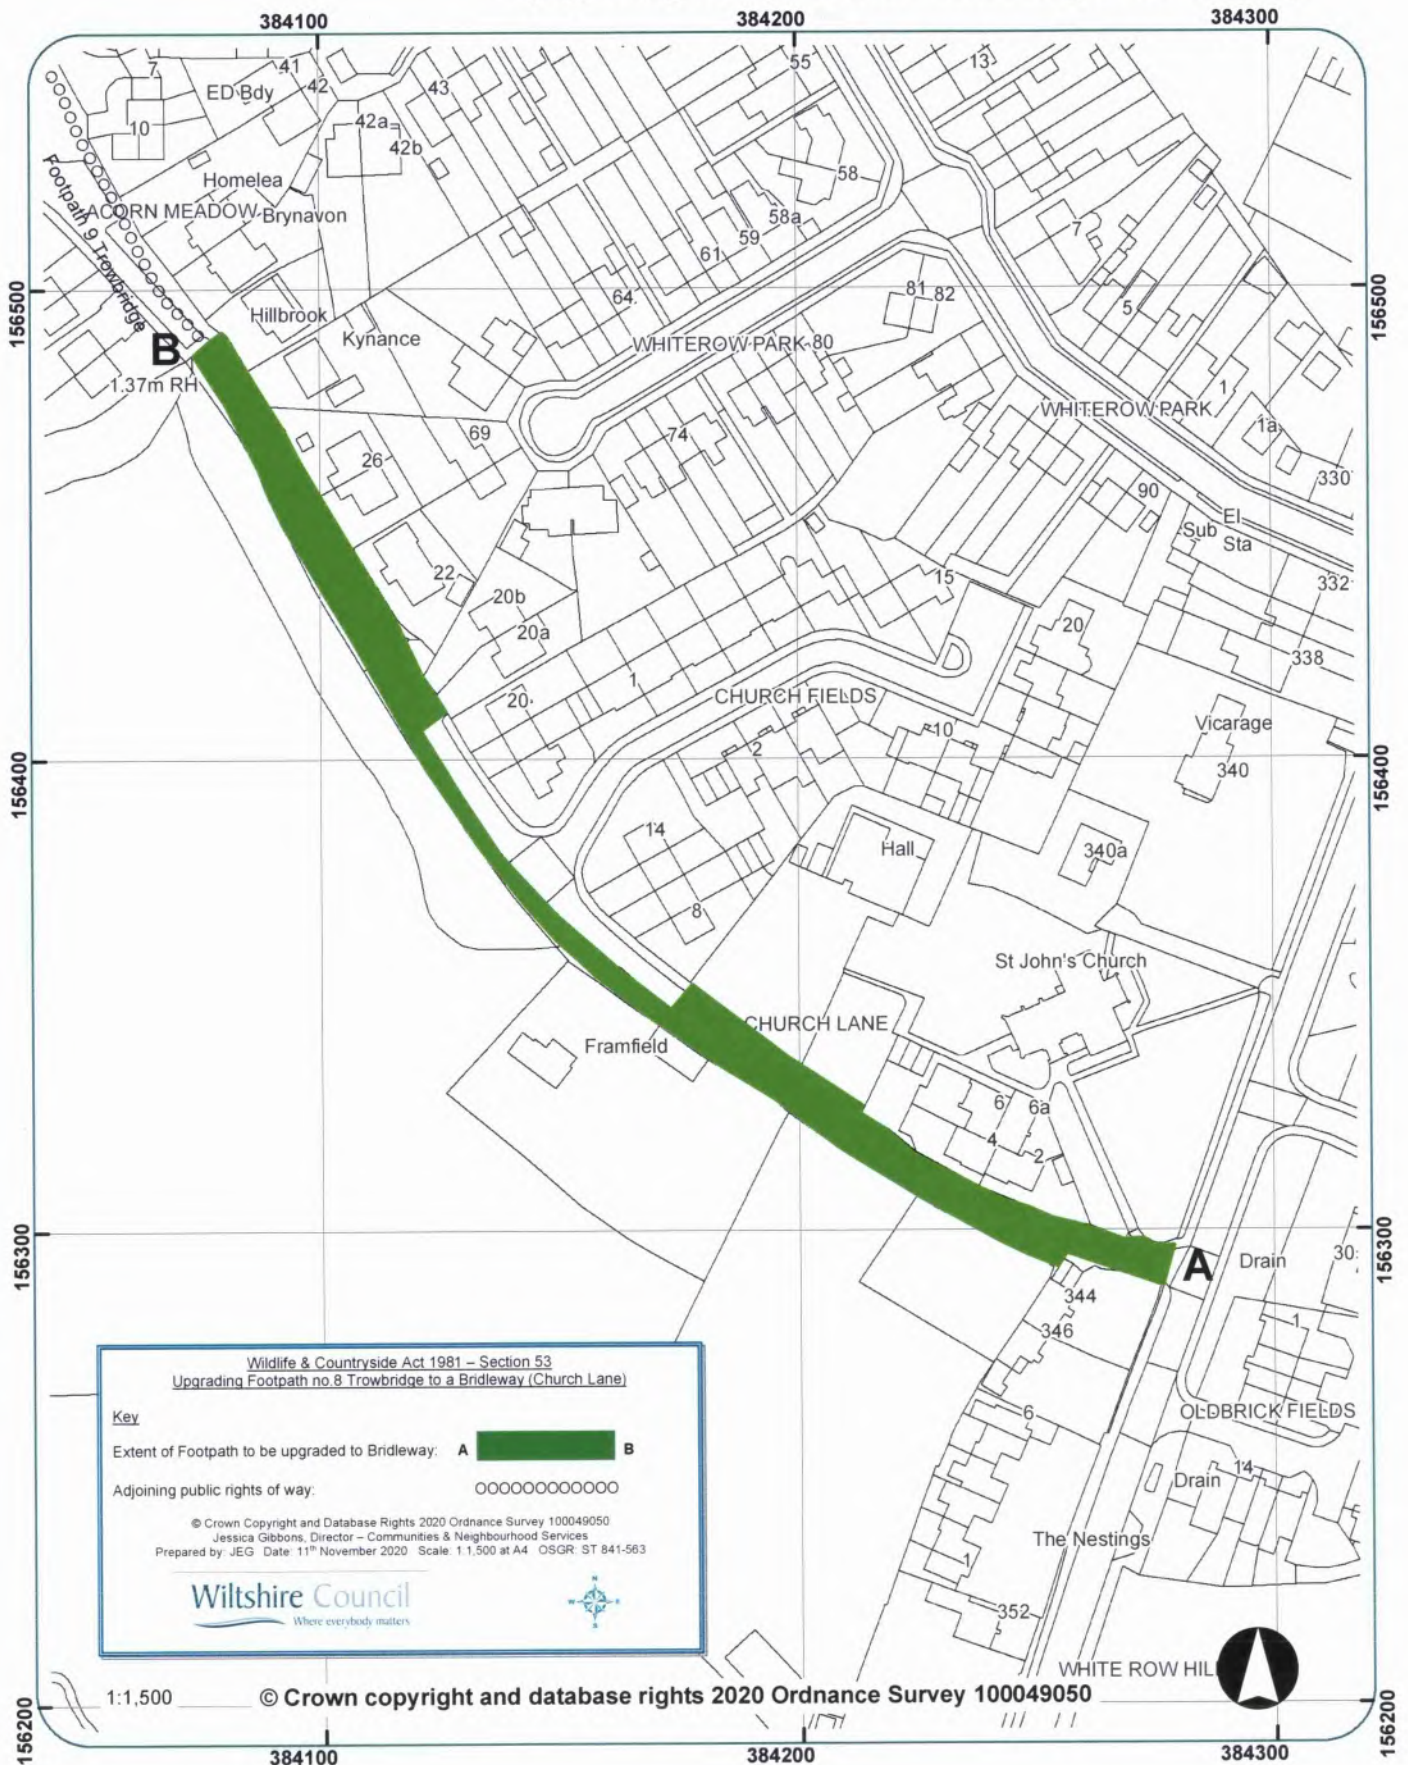 384100
384200
384300
7
41
42
ED Bdy
43
55
13
10
42a
42b
58
Homelea
58a
ACORN MEADOW
Brynavon
59
7
61
Footpath 9 Trowbridge
64
81
82
156500
156500
Hillbrook
5
Kynance
WHITEROW PARK
80
B
1.37m RH
1
WHITEROW PARK
1a
69
74
26
330
90
El
Sub
Sta
22
15
332
20b
20
20a
338
1
20
CHURCH FIELDS
Vicarage
10
2
156400
340
156400
14
Hall
340a
8
St John's Church
CHURCH LANE
Framfield
6
6a
4
2
156300
156300
A
Drain
344
346
1
6
OLDBRICK FIELDS
14
Drain
The Nestings
1
352
WHITE ROW HIL
Wildlife & Countryside Act 1981 – Section 53
Upgrading Footpath no.8 Trowbridge to a Bridleway (Church Lane)
Key
Extent of Footpath to be upgraded to Bridleway: A B
Adjoining public rights of way: OOOOOOOOOOOO
© Crown Copyright and Database Rights 2020 Ordnance Survey 100049050
Jessica Gibbons, Director – Communities & Neighbourhood Services
Prepared by: JEG Date: 11th November 2020 Scale: 1:1,500 at A4 OSGR: ST 841-563
Wiltshire Council
Where everybody matters
N
W E
S
1:1,500
© Crown copyright and database rights 2020 Ordnance Survey 100049050
156200
156200
384100
384200
384300